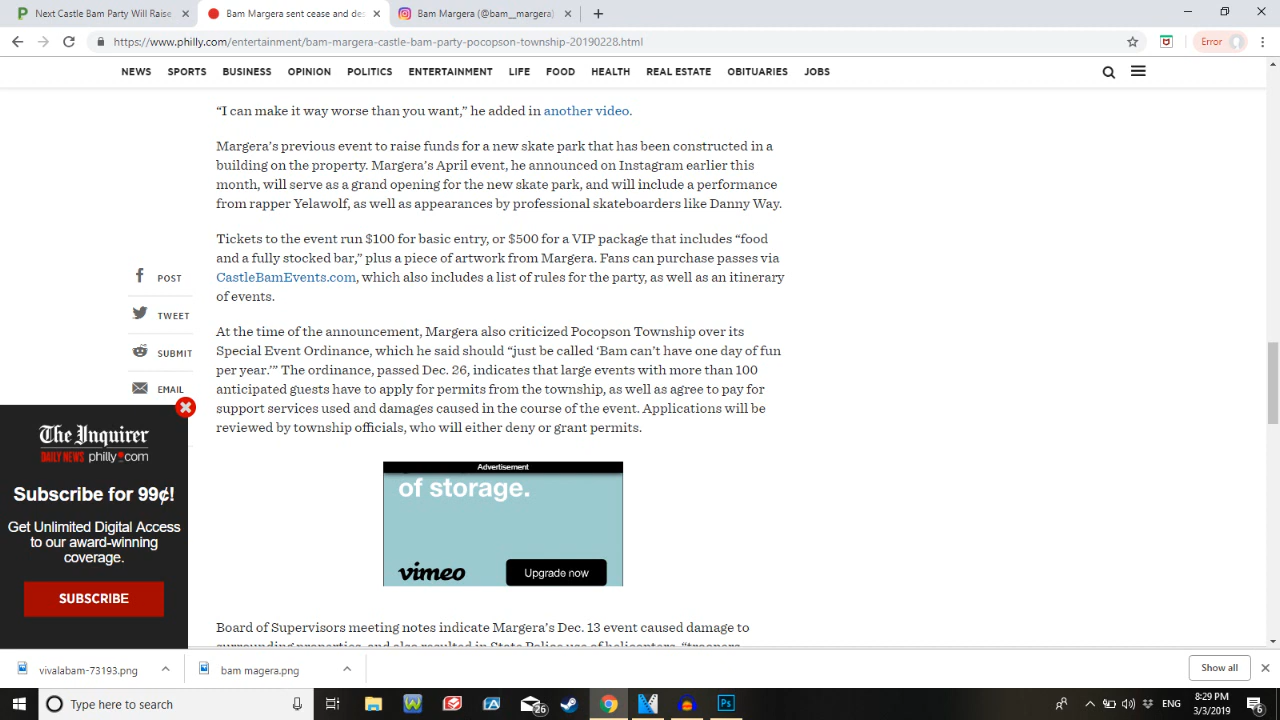 Next Castle Bam Party Will Raise
Bam Margera sent cease and des
Bam Margera (@bam__margera)
https://www.philly.com/entertainment/bam-margera-castle-bam-party-pocopson-township-20190228.html
Error
NEWS SPORTS BUSINESS OPINION POLITICS ENTERTAINMENT LIFE FOOD HEALTH REAL ESTATE OBITUARIES JOBS
“I can make it way worse than you want,” he added in another video.
Margera’s previous event to raise funds for a new skate park that has been constructed in a
building on the property. Margera’s April event, he announced on Instagram earlier this
month, will serve as a grand opening for the new skate park, and will include a performance
from rapper Yelawolf, as well as appearances by professional skateboarders like Danny Way.
Tickets to the event run $100 for basic entry, or $500 for a VIP package that includes “food
and a fully stocked bar,” plus a piece of artwork from Margera. Fans can purchase passes via
CastleBamEvents.com, which also includes a list of rules for the party, as well as an itinerary
of events.
At the time of the announcement, Margera also criticized Pocopson Township over its
Special Event Ordinance, which he said should “just be called ‘Bam can’t have one day of fun
per year.’” The ordinance, passed Dec. 26, indicates that large events with more than 100
anticipated guests have to apply for permits from the township, as well as agree to pay for
support services used and damages caused in the course of the event. Applications will be
reviewed by township officials, who will either deny or grant permits.
POST
TWEET
SUBMIT
EMAIL
The Inquirer
DAILY NEWS philly.com
Subscribe for 99¢!
Get Unlimited Digital Access
to our award-winning
coverage.
SUBSCRIBE
Advertisement
of storage.
vimeo
Upgrade now
Board of Supervisors meeting notes indicate Margera’s Dec. 13 event caused damage to
surrounding properties, and also resulted in State Police use of helicopters, “troopers
vivalabam-73193.png
bam magera.png
Show all
Type here to search
26
Ps
ENG
8:29 PM
3/3/2019
6